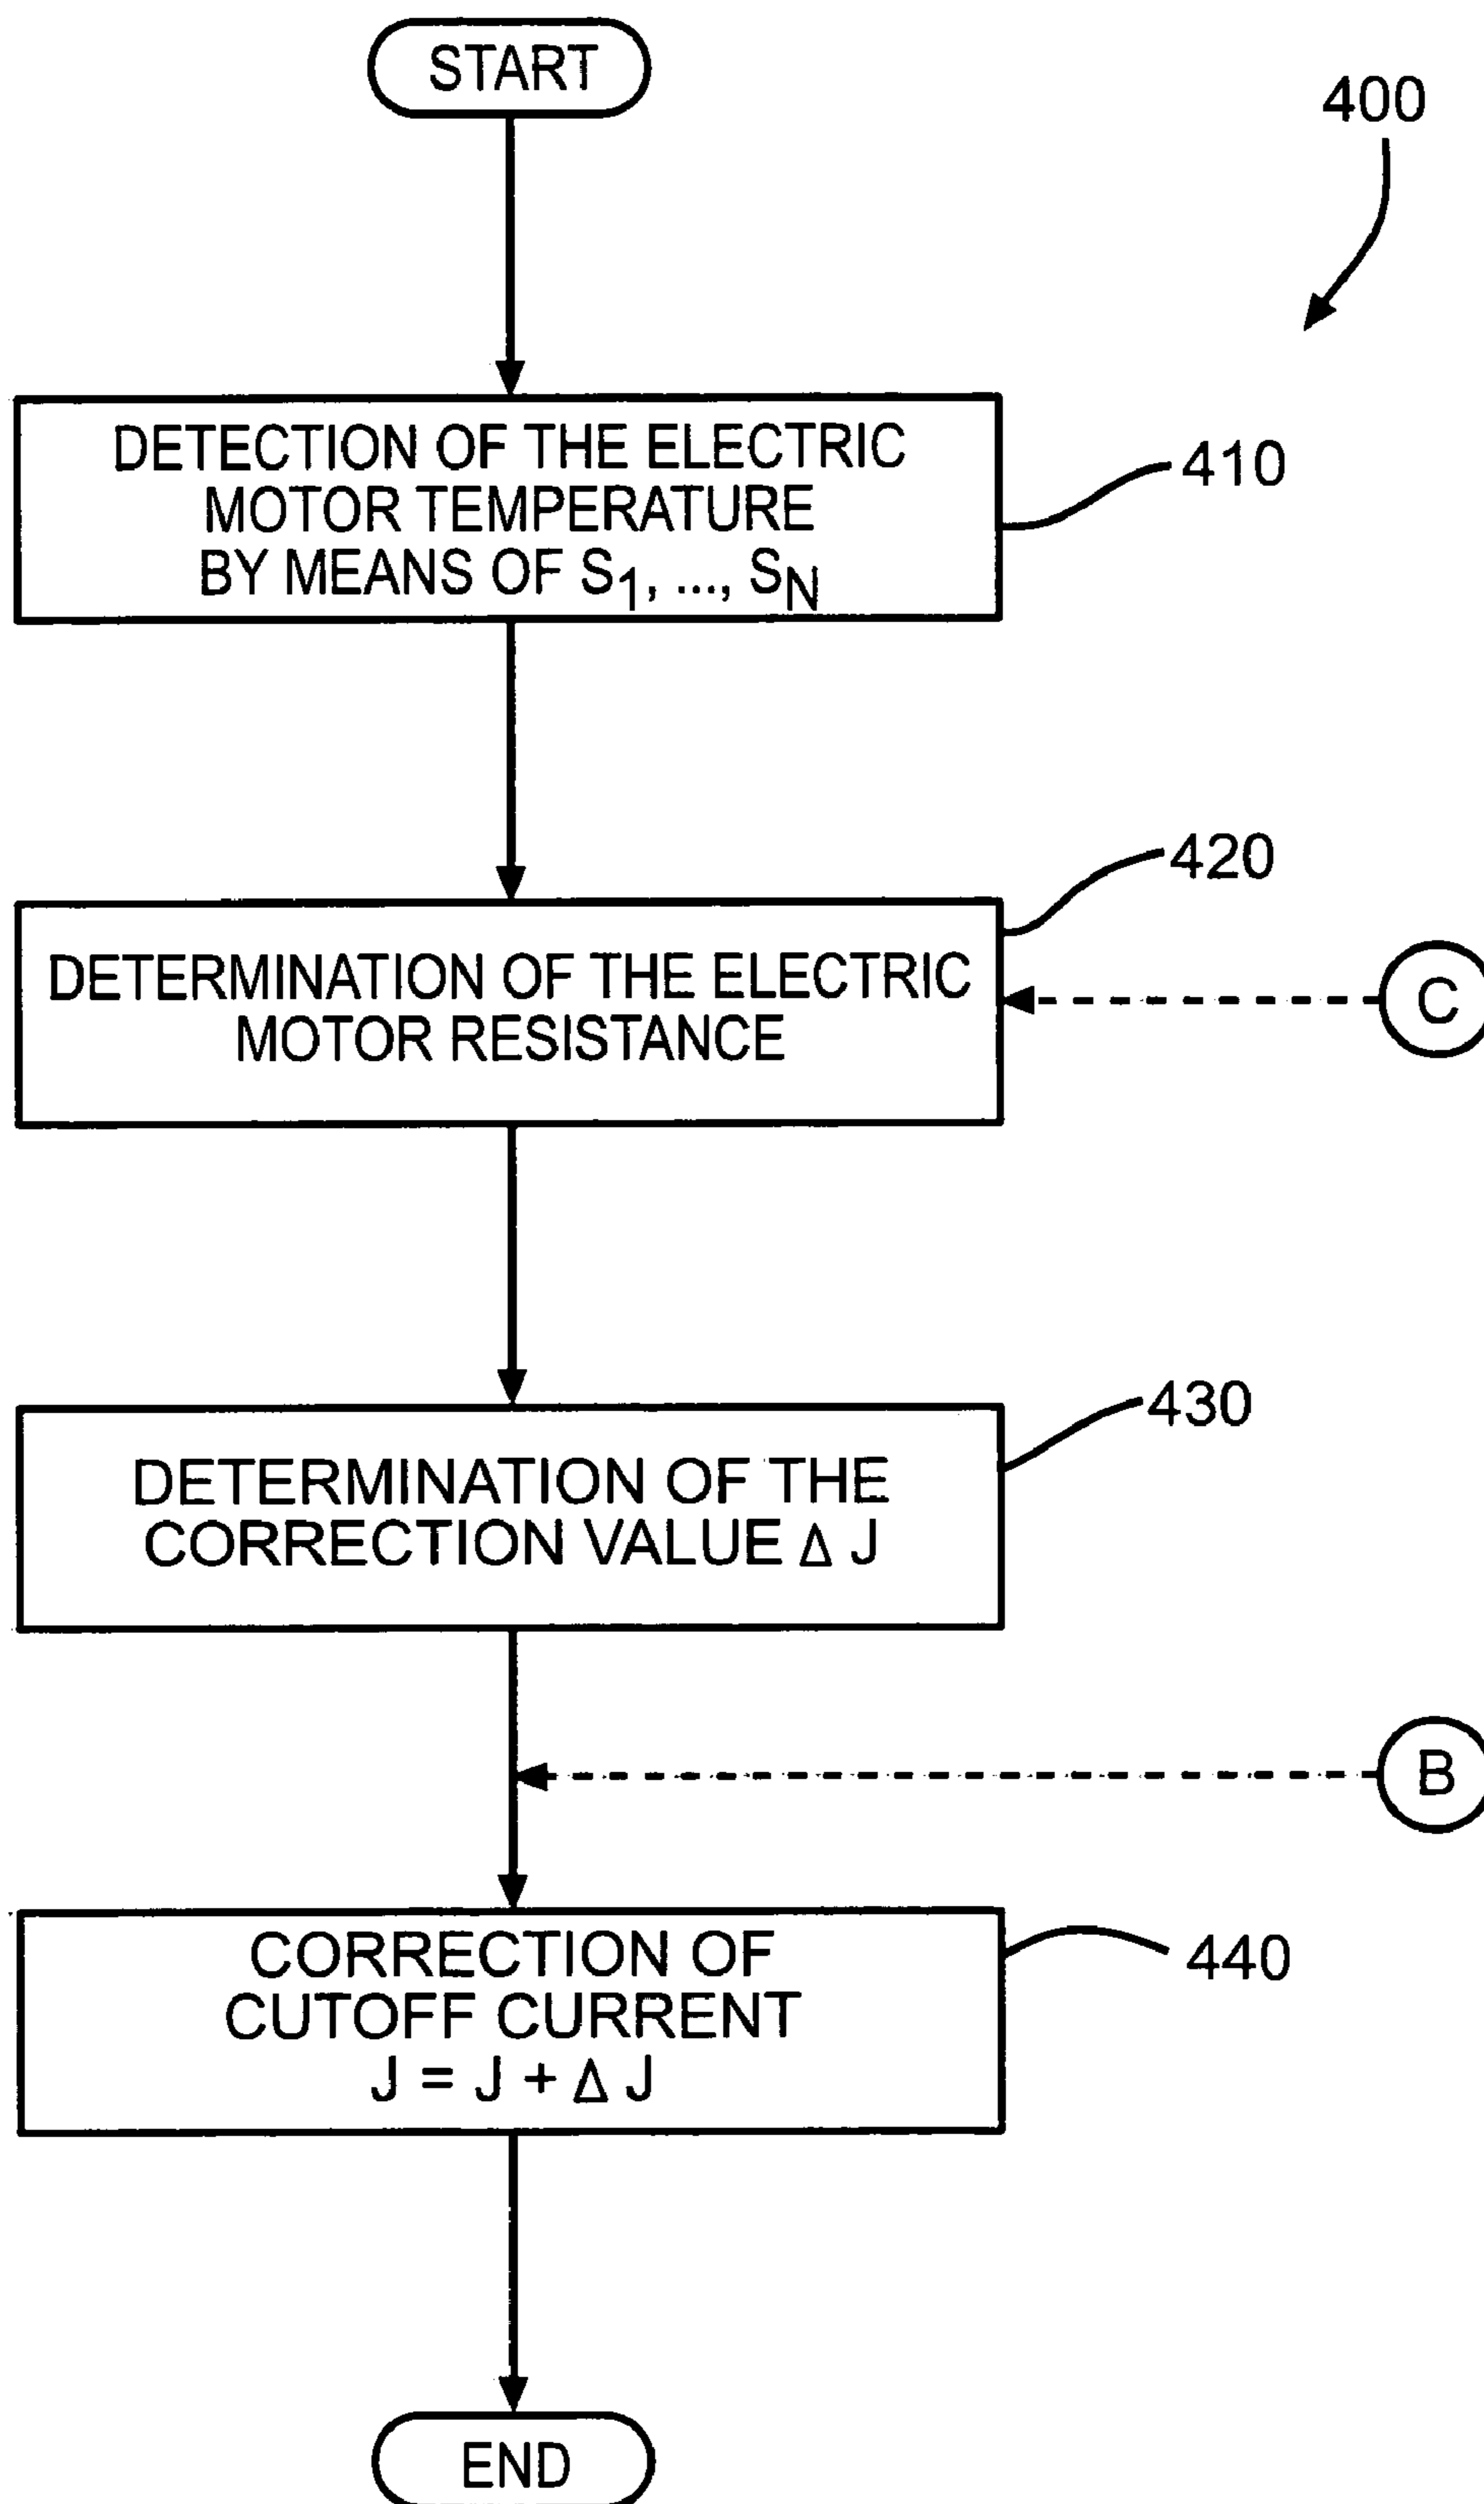 START
400
DETECTION OF THE ELECTRIC
MOTOR TEMPERATURE
BY MEANS OF S1, ..., SN
410
420
DETERMINATION OF THE ELECTRIC
MOTOR RESISTANCE
C
430
DETERMINATION OF THE
CORRECTION VALUE Δ J
B
CORRECTION OF
CUTOFF CURRENT
J = J + Δ J
440
END